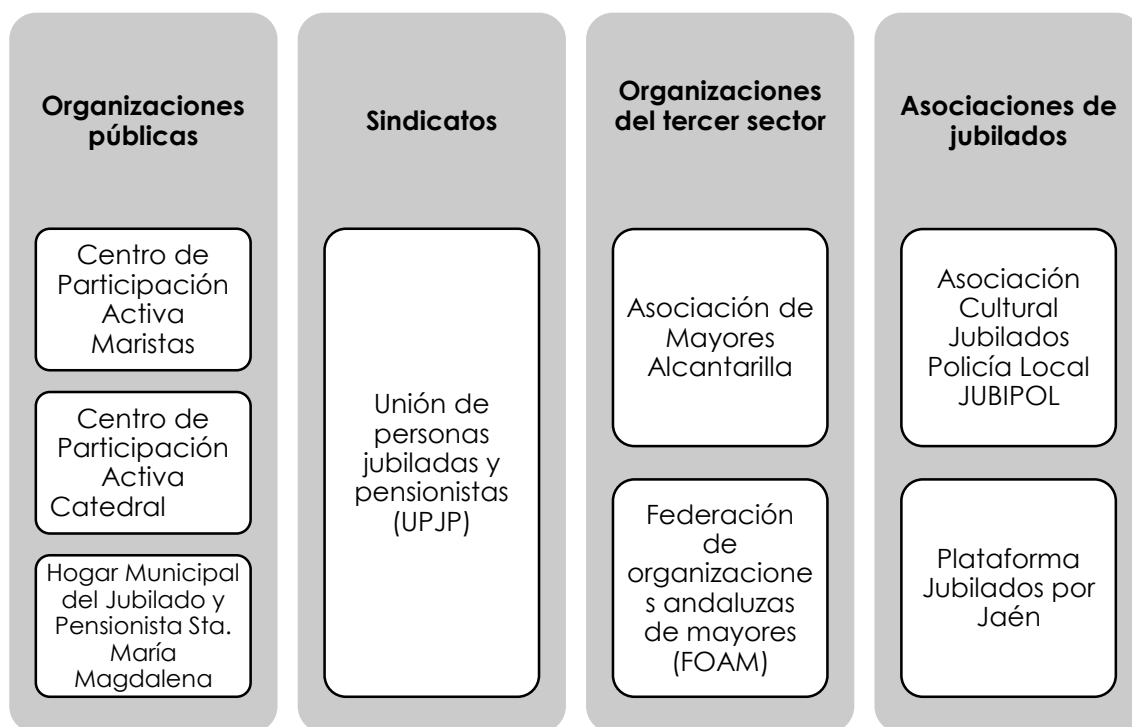 Organizaciones
públicas
Centro de
Participación
Activa
Maristas
Centro de
Participación
Activa
Catedral
Hogar Municipal
del Jubilado y
Pensionista Sta.
María
Magdalena
Sindicatos
Unión de
personas
jubiladas y
pensionistas
(UPJP)
Organizaciones
del tercer sector
Asociación de
Mayores
Alcantarilla
Federación
de
organizacione
s andaluzas
de mayores
(FOAM)
Asociaciones de
jubilados
Asociación
Cultural
Jubilados
Policía Local
JUBIPOL
Plataforma
Jubilados por
Jaén